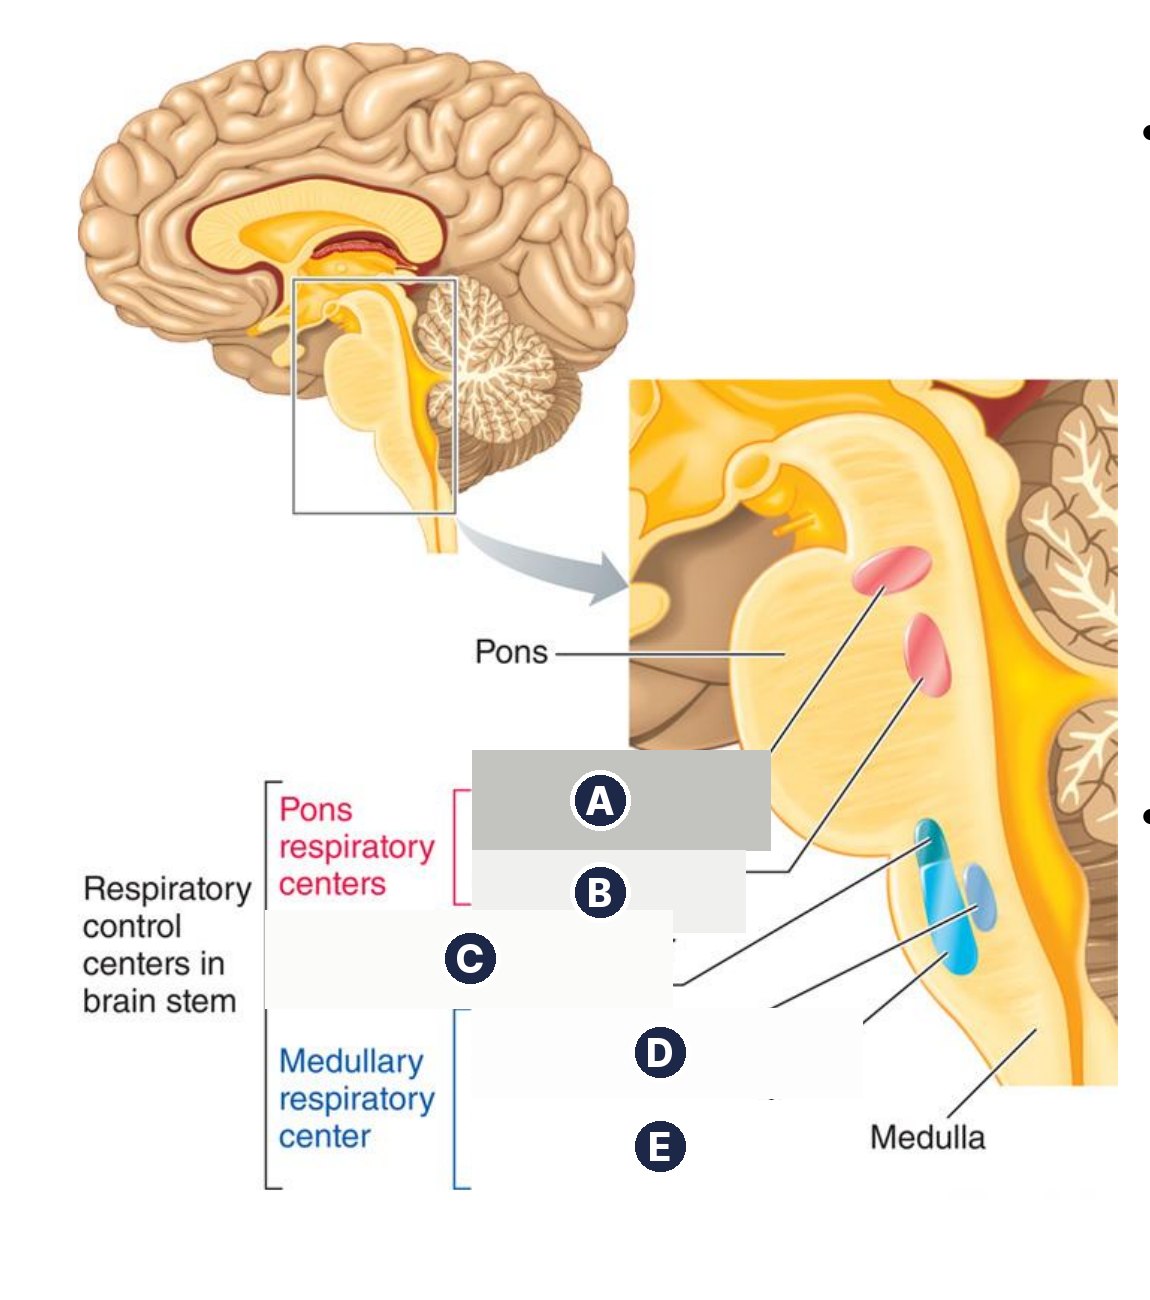 Pons
A
Pons
respiratory
centers
B
Respiratory
control
centers in
brain stem
C
Medullary
respiratory
center
D
E
Medulla